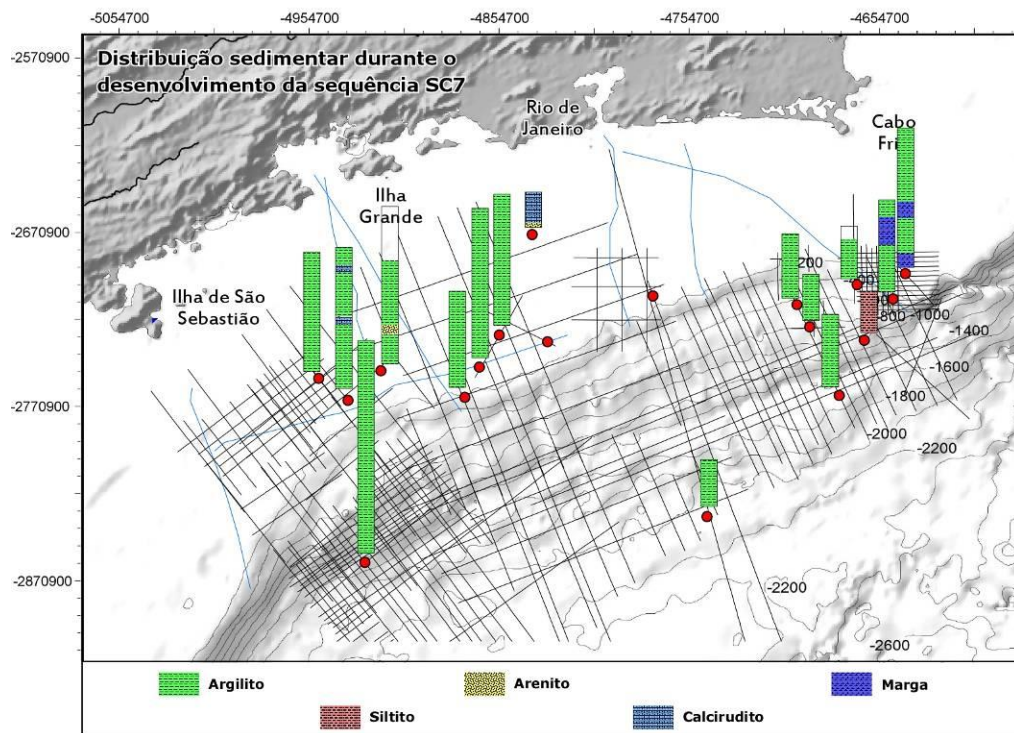 -5054700 -4954700 -4854700 -4754700 -4654700
-2570900
Distribuição sedimentar durante o
desenvolvimento da sequência SC7
Rio de
Janeiro
Cabo
Ilha
Grande
-2670900
Ilha de São
Sebastião
-1000
-1400
-1600
-1800
-2770900
-2000
-2200
-2870900
-2200
-2600
Argilito
Arenito
Marga
Siltito
Calcirudito